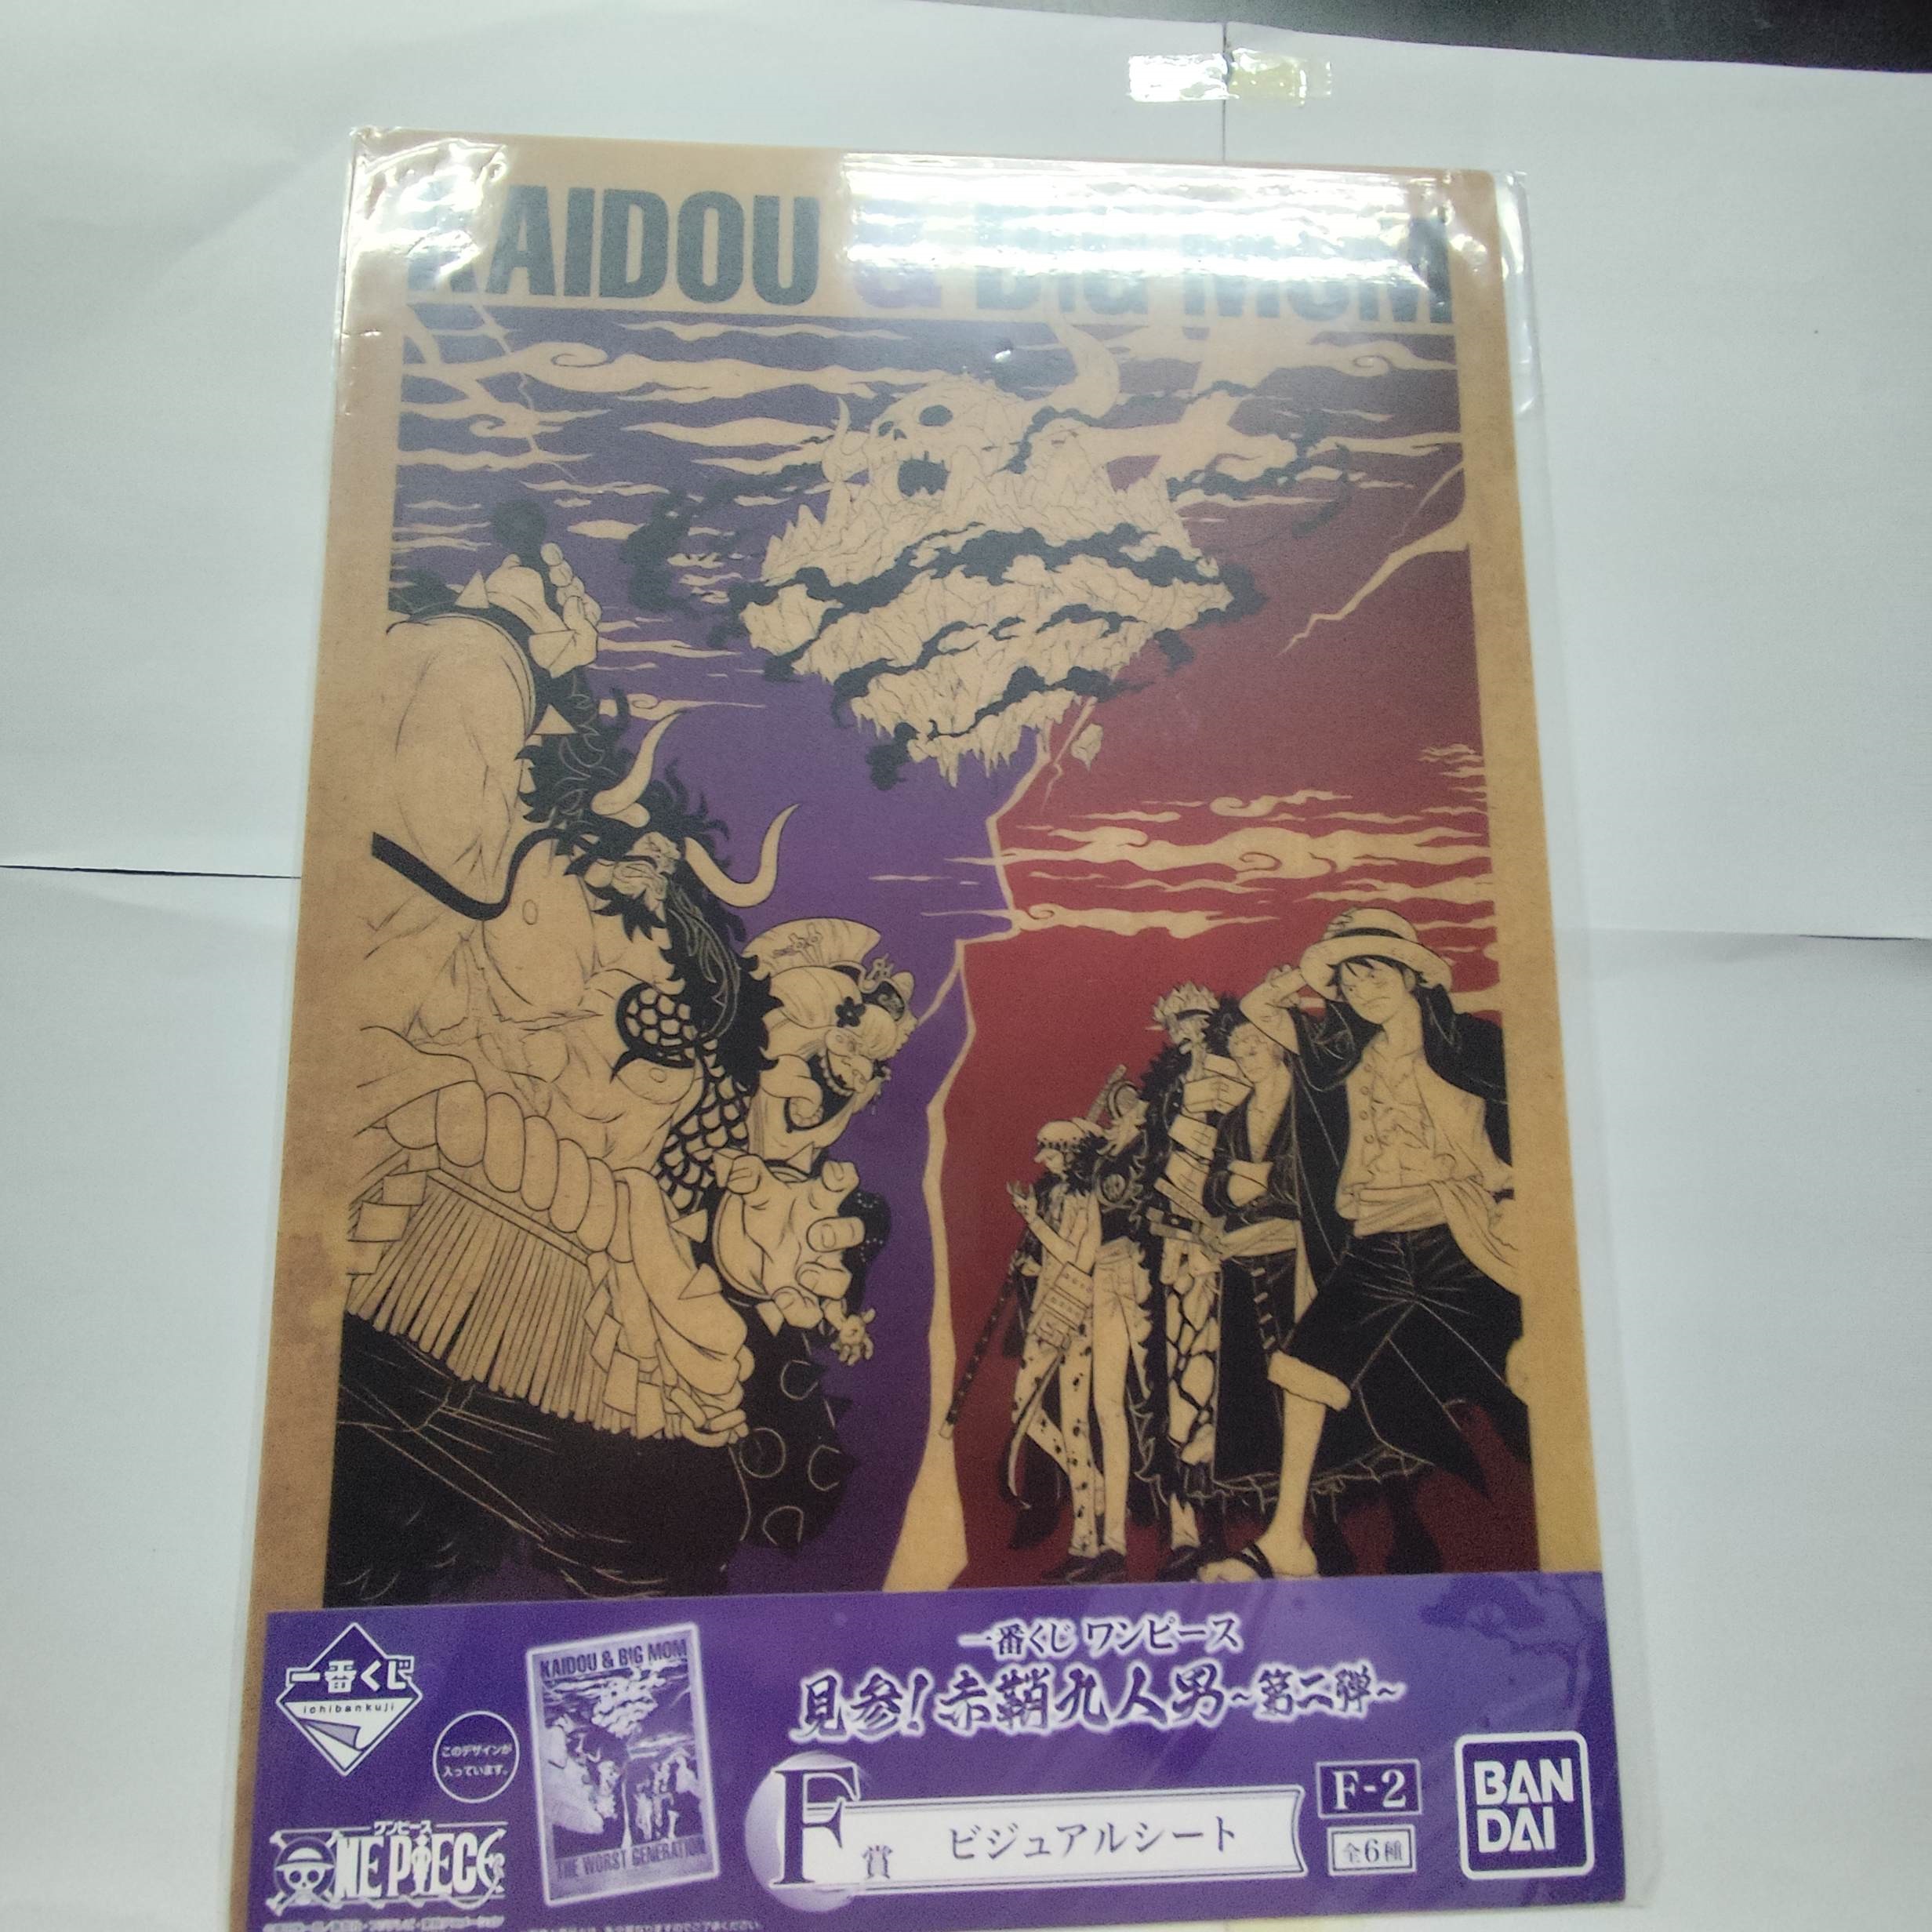 KAIDOU & BIG MOM
一番くじ
ichibankuji
このデザインが
入っています。
KAIDOU & BIG MOM
THE WORST GENERATION
一番くじ ワンピース
見参!赤鞘九人男~第二弾~
F賞
ビジュアルシート
F-2
全6種
BAN
DAI
ワンピース
ONE PIECE